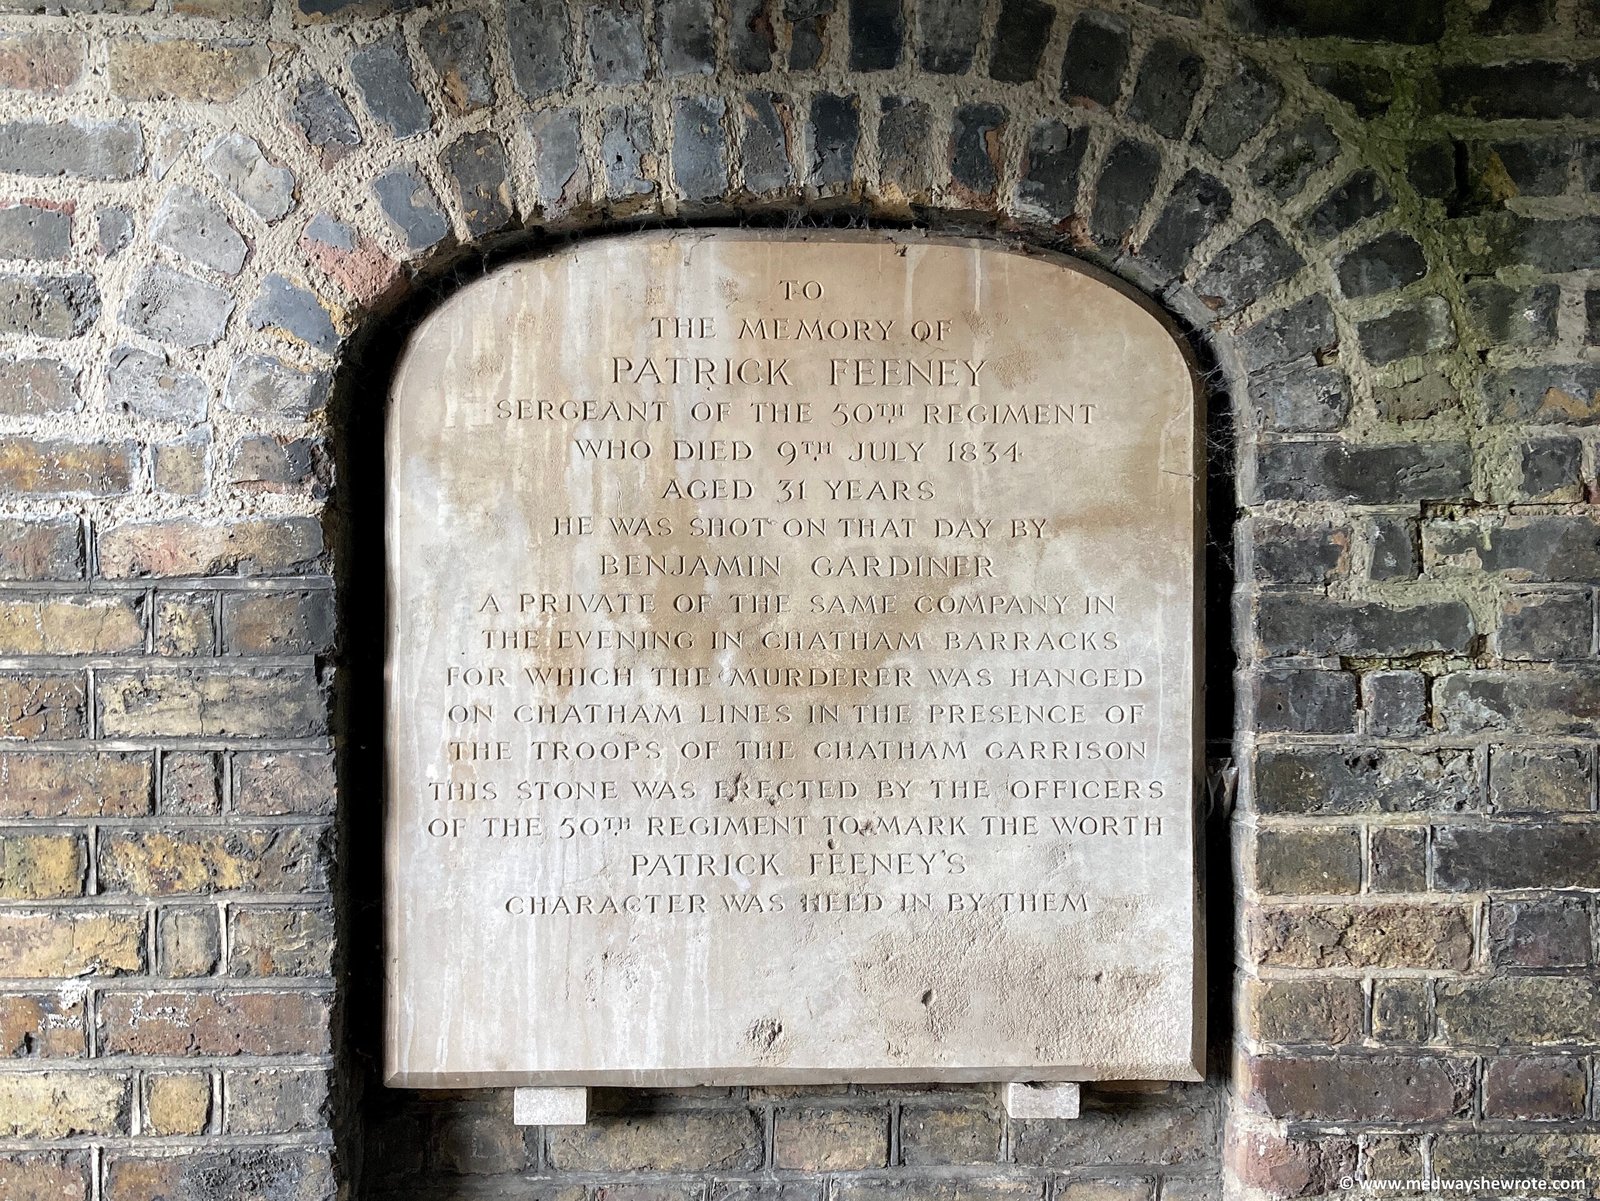 TO
THE MEMORY OF
PATRICK FEENEY
SERGEANT OF THE 50TH REGIMENT
WHO DIED 9TH JULY 1834
AGED 31 YEARS
HE WAS SHOT ON THAT DAY BY
BENJAMIN GARDINER
A PRIVATE OF THE SAME COMPANY IN
THE EVENING IN CHATHAM BARRACKS
FOR WHICH THE MURDERER WAS HANGED
ON CHATHAM LINES IN THE PRESENCE OF
THE TROOPS OF THE CHATHAM GARRISON
THIS STONE WAS ERECTED BY THE OFFICERS
OF THE 50TH REGIMENT TO MARK THE WORTH
PATRICK FEENEY'S
CHARACTER WAS HELD IN BY THEM
© www.medwayshewrote.com